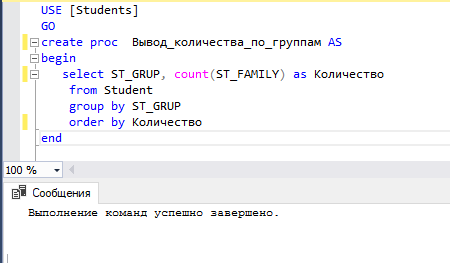 USE [Students]
GO
create proc Вывод_количества_по_группам AS
begin
select ST_GRUP, count(ST_FAMILY) as Количество
from Student
group by ST_GRUP
order by Количество
end
100 %
Сообщения
Выполнение команд успешно завершено.